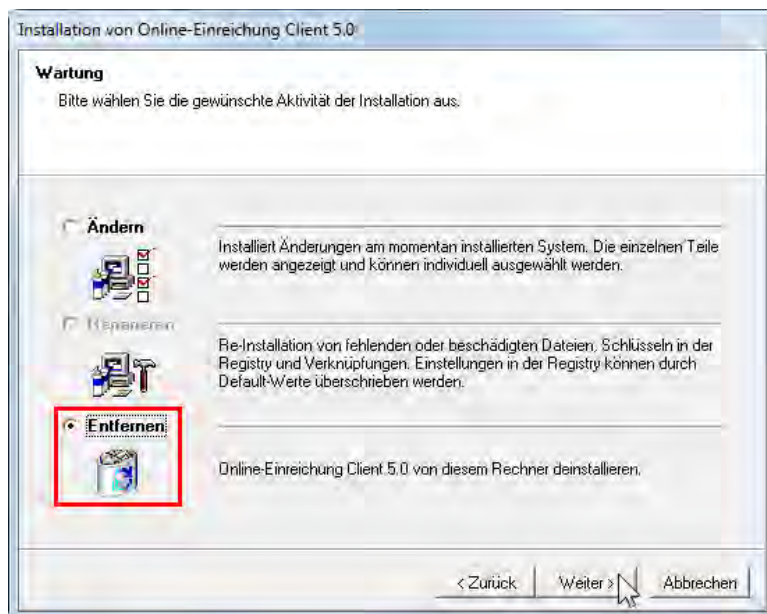 Installation von Online-Einreichung Client 5.0
Wartung
Bitte wählen Sie die gewünschte Aktivität der Installation aus.
Ändern
Installiert Änderungen am momentan installierten System. Die einzelnen Teile
werden angezeigt und können individuell ausgewählt werden.
Reparieren
Re-Installation von fehlenden oder beschädigten Dateien, Schlüsseln in der
Registry und Verknüpfungen. Einstellungen in der Registry können durch
Default-Werte überschrieben werden.
Entfernen
Online-Einreichung Client 5.0 von diesem Rechner deinstallieren.
< Zurück
Weiter >
Abbrechen